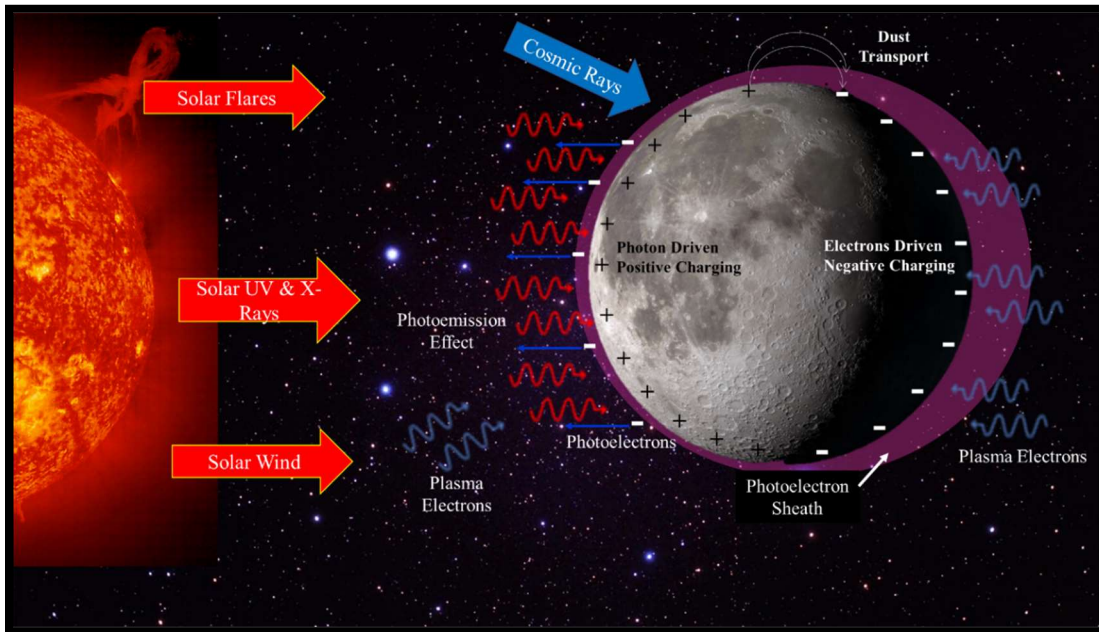 Solar Flares
Cosmic Rays
Dust
Transport
Solar UV & X-
Rays
Photoemission
Effect
Photon Driven
Positive Charging
Electrons Driven
Negative Charging
Solar Wind
Plasma
Electrons
Photoelectrons
Photoelectron
Sheath
Plasma Electrons